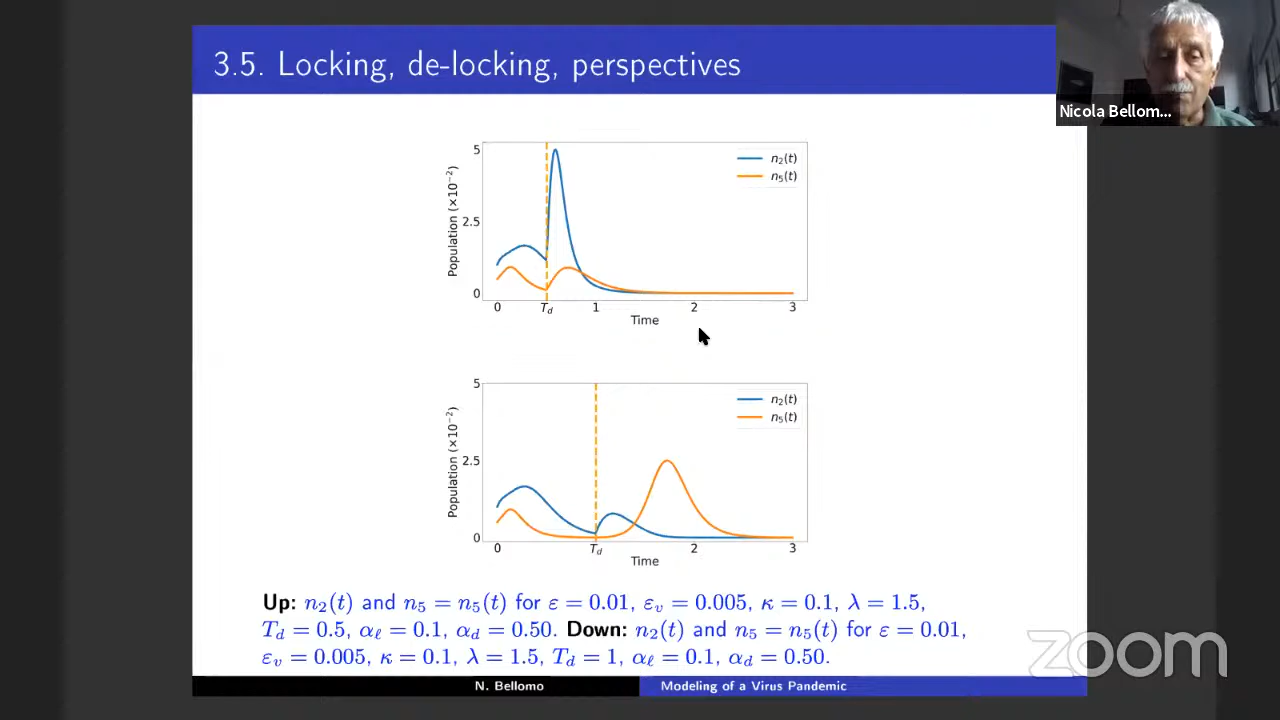 3.5. Locking, de-locking, perspectives
Nicola Bellom...
5
2.5
0
Population (×10⁻²)
n₂(t)
n₅(t)
0 T_d 1 2 3
Time
5
2.5
0
Population (×10⁻²)
n₂(t)
n₅(t)
0 T_d 2 3
Time
Up: n₂(t) and n₅ = n₅(t) for ε = 0.01, ε_v = 0.005, κ = 0.1, λ = 1.5,
T_d = 0.5, α_ℓ = 0.1, α_d = 0.50. Down: n₂(t) and n₅ = n₅(t) for ε = 0.01,
ε_v = 0.005, κ = 0.1, λ = 1.5, T_d = 1, α_ℓ = 0.1, α_d = 0.50.
zoom
N. Bellomo Modeling of a Virus Pandemic